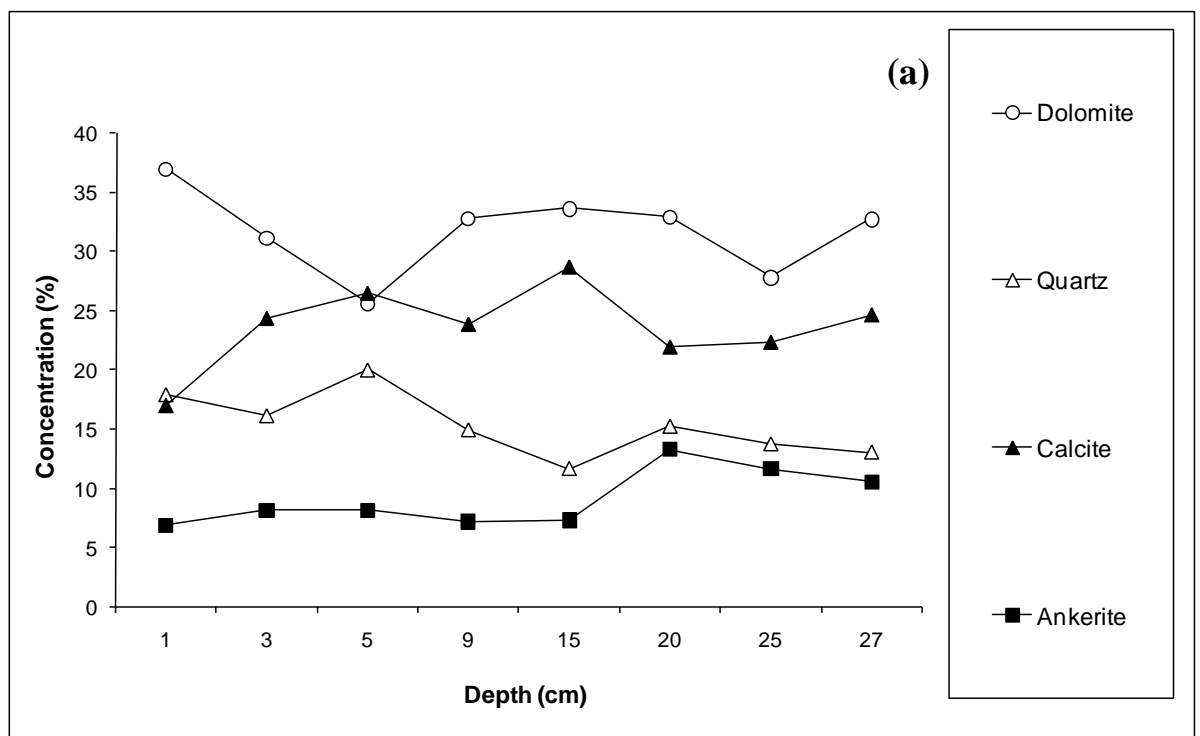 (a)
Dolomite
Quartz
Calcite
Ankerite
Concentration (%)
40
35
30
25
20
15
10
5
0
1 3 5 9 15 20 25 27
Depth (cm)